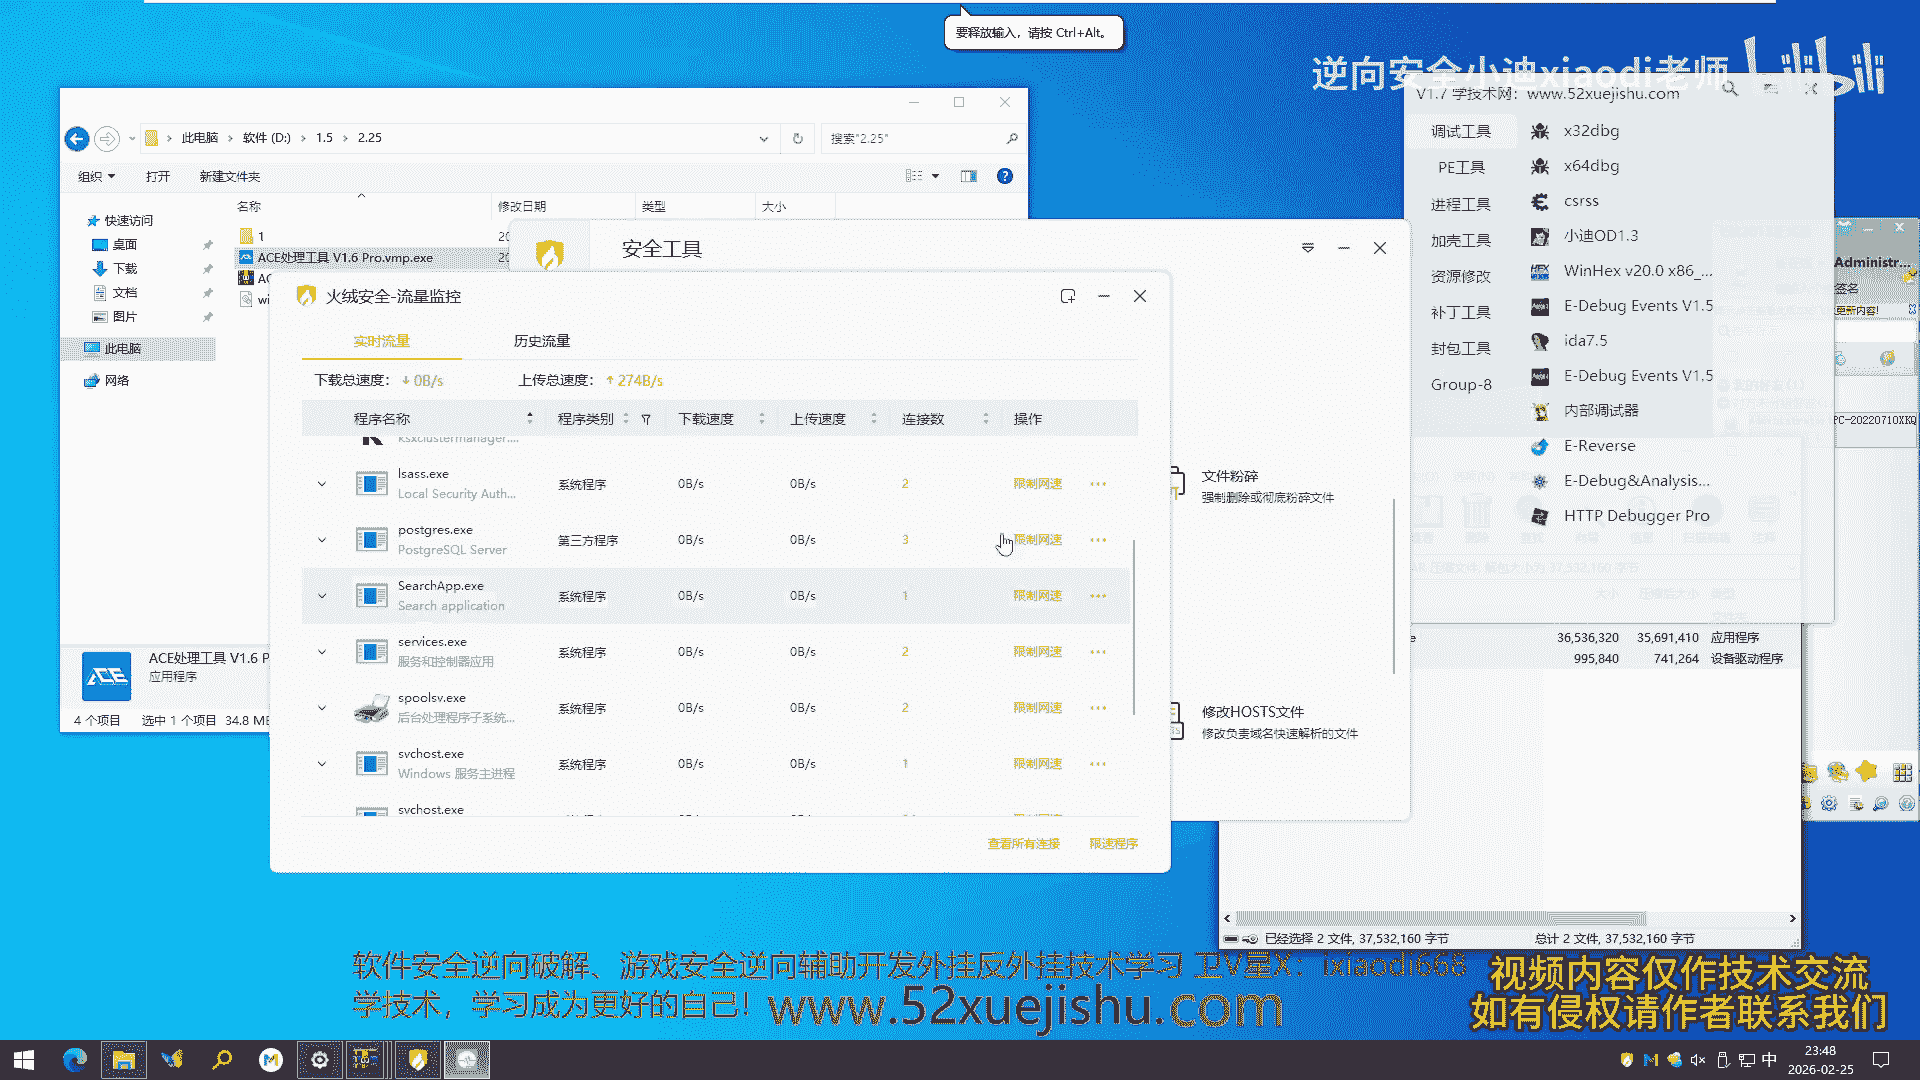 要释放输入，请按 Ctrl+Alt。
逆向安全小迪xiaodi老师 bilibili
此电脑 › 软件 (D:) › 1.5 › 2.25
搜索"2.25"
组织 打开 新建文件夹
名称 修改日期 类型 大小
快速访问
桌面
下载
文档
图片
此电脑
网络
1
ACE处理工具 V1.6 Pro.vmp.exe
ACE处理工具 V1.6 P
应用程序
4 个项目 选中 1 个项目 34.8 ME
安全工具
火绒安全-流量监控
实时流量 历史流量
下载总速度： 0B/s 上传总速度： 274B/s
程序名称 程序类别 下载速度 上传速度 连接数 操作
ksxclustermanager....
lsass.exe
Local Security Auth...
系统程序 0B/s 0B/s 2 限制网速
postgres.exe
PostgreSQL Server
第三方程序 0B/s 0B/s 3 限制网速
SearchApp.exe
Search application
系统程序 0B/s 0B/s 1 限制网速
services.exe
服务和控制器应用
系统程序 0B/s 0B/s 2 限制网速
spoolsv.exe
后台处理程序子系统...
系统程序 0B/s 0B/s 2 限制网速
svchost.exe
Windows 服务主进程
系统程序 0B/s 0B/s 1 限制网速
svchost.exe
查看所有连接 限速程序
文件粉碎
强制删除或彻底粉碎文件
修改HOSTS文件
修改负责域名快速解析的文件
V1.7 学技术网：www.52xuejishu.com
调试工具
PE工具
进程工具
加壳工具
资源修改
补丁工具
封包工具
Group-8
x32dbg
x64dbg
csrss
小迪OD1.3
WinHex v20.0 x86_...
E-Debug Events V1.5
ida7.5
E-Debug Events V1.5
内部调试器
E-Reverse
E-Debug&Analysis...
HTTP Debugger Pro
Administr...
签名
更新内容!
PC-20220710XKQ
36,536,320 35,691,410 应用程序
995,840 741,264 设备驱动程序
已经选择 2 文件, 37,532,160 字节 总计 2 文件, 37,532,160 字节
软件安全逆向破解、游戏安全逆向辅助开发外挂反外挂技术学习 卫V星X：ixiaodi668
学技术，学习成为更好的自己！www.52xuejishu.com
视频内容仅作技术交流
如有侵权请作者联系我们
中
23:48
2026-02-25